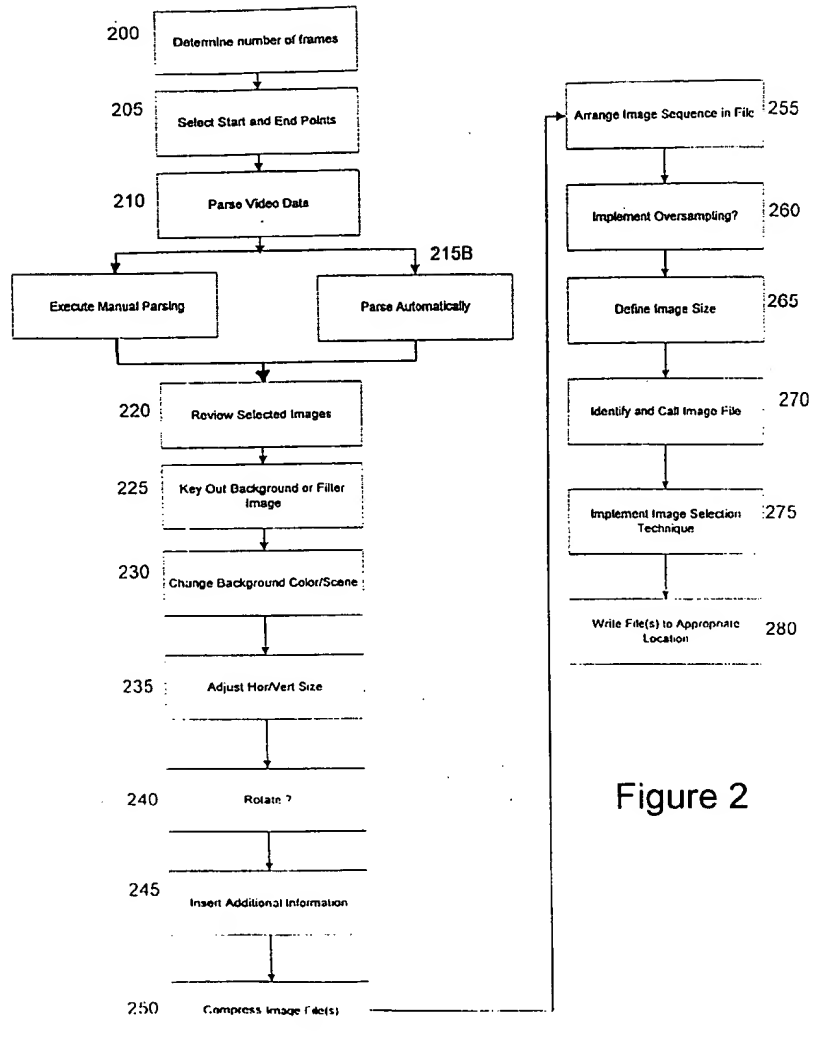 200
Determine number of frames
205
Select Start and End Points
210
Parse Video Data
215B
Execute Manual Parsing
Parse Automatically
220
Review Selected Images
225
Key Out Background or Filler
Image
230
Change Background Color/Scene
235
Adjust Hor/Vert Size
240
Rotate ?
245
Insert Additional Information
250
Compress Image File(s)
Arrange Image Sequence in File
255
Implement Oversampling?
260
Define Image Size
265
Identify and Call Image File
270
Implement Image Selection
Technique
275
Write File(s) to Appropriate
Location
280
Figure 2